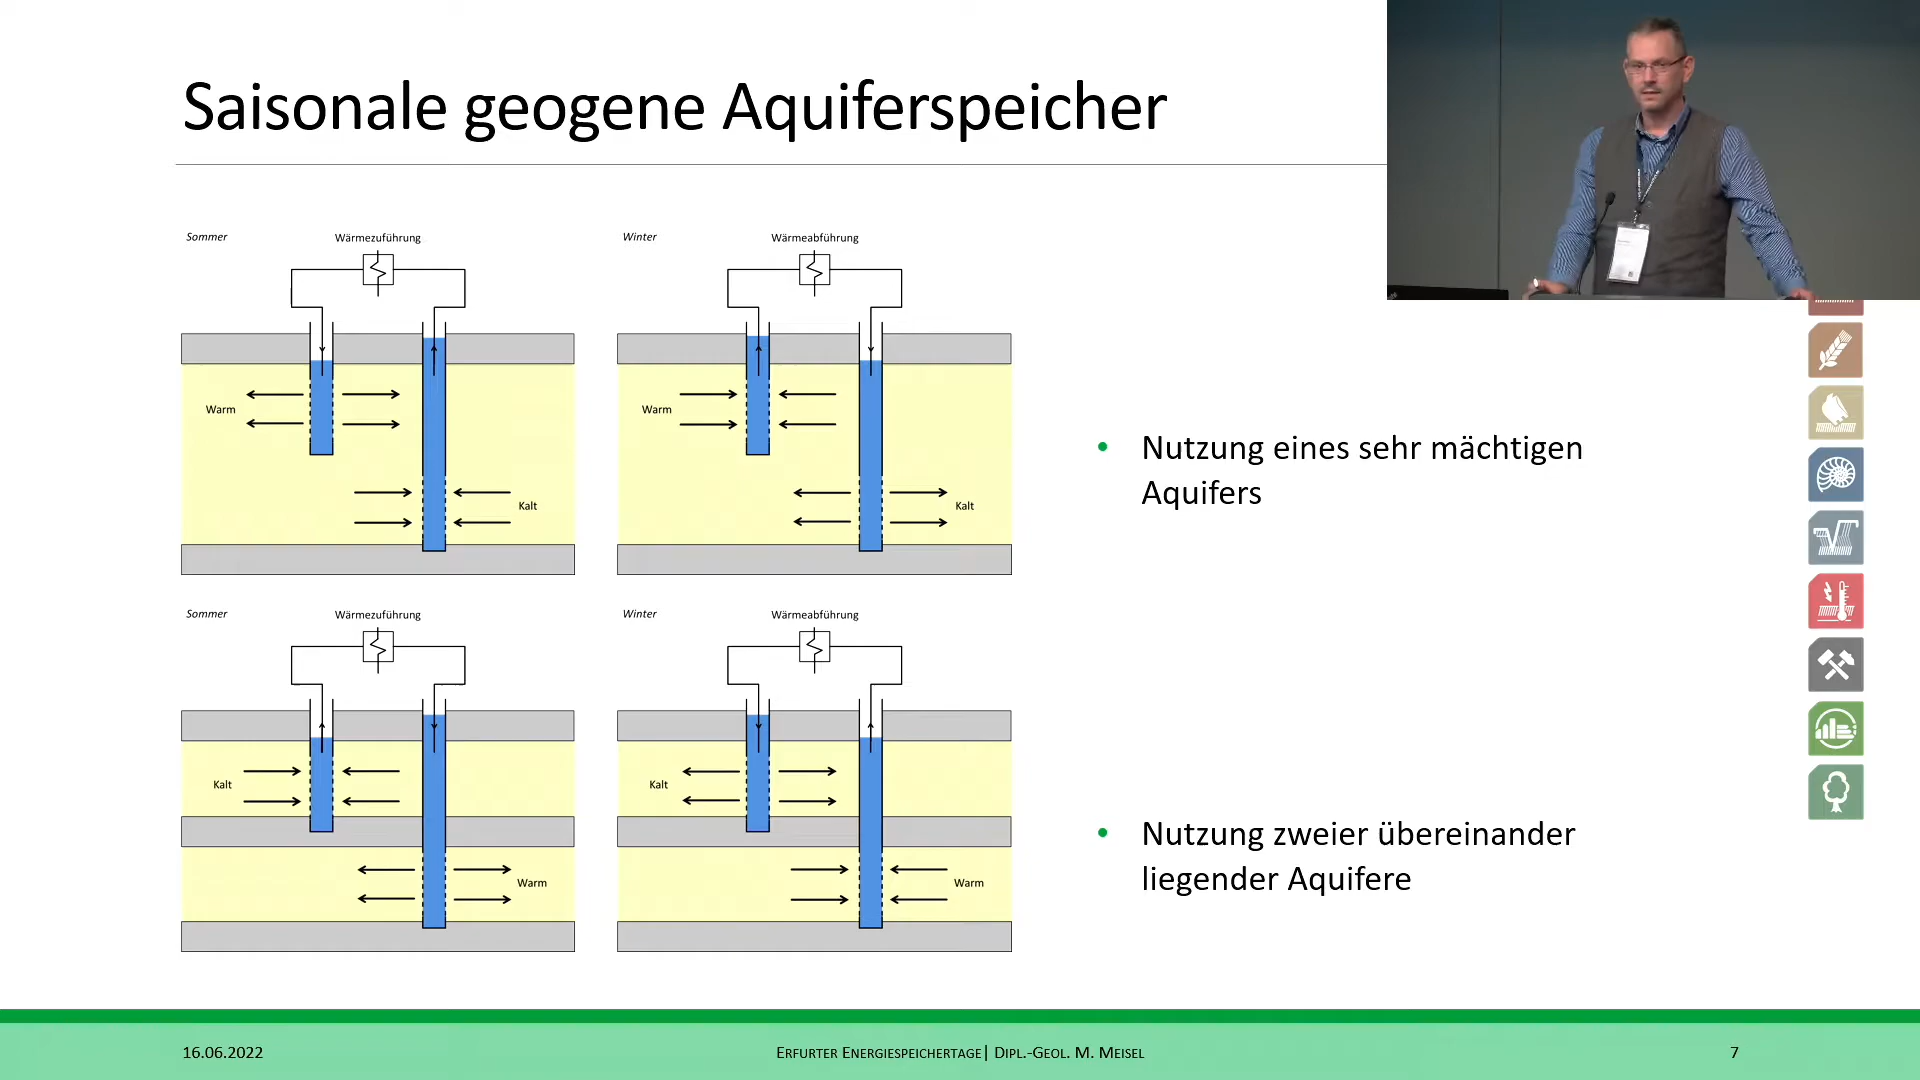 Saisonale geogene Aquiferspeicher
Sommer
Wärmezuführung
Warm
Kalt
Winter
Wärmeabführung
Warm
Kalt
Nutzung eines sehr mächtigen
Aquifers
Sommer
Wärmezuführung
Kalt
Warm
Winter
Wärmeabführung
Kalt
Warm
Nutzung zweier übereinander
liegender Aquifere
16.06.2022
Erfurter Energiespeichertage| Dipl.-Geol. M. Meisel
7